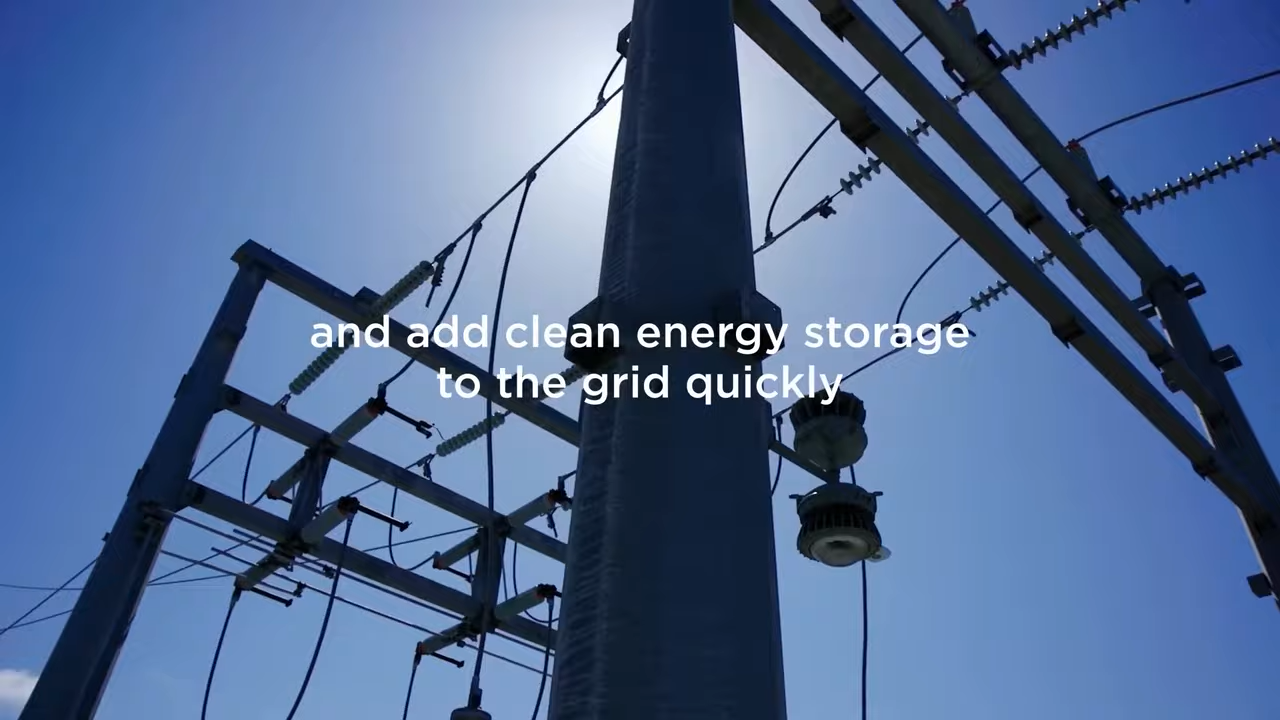 and add clean energy storage
to the grid quickly